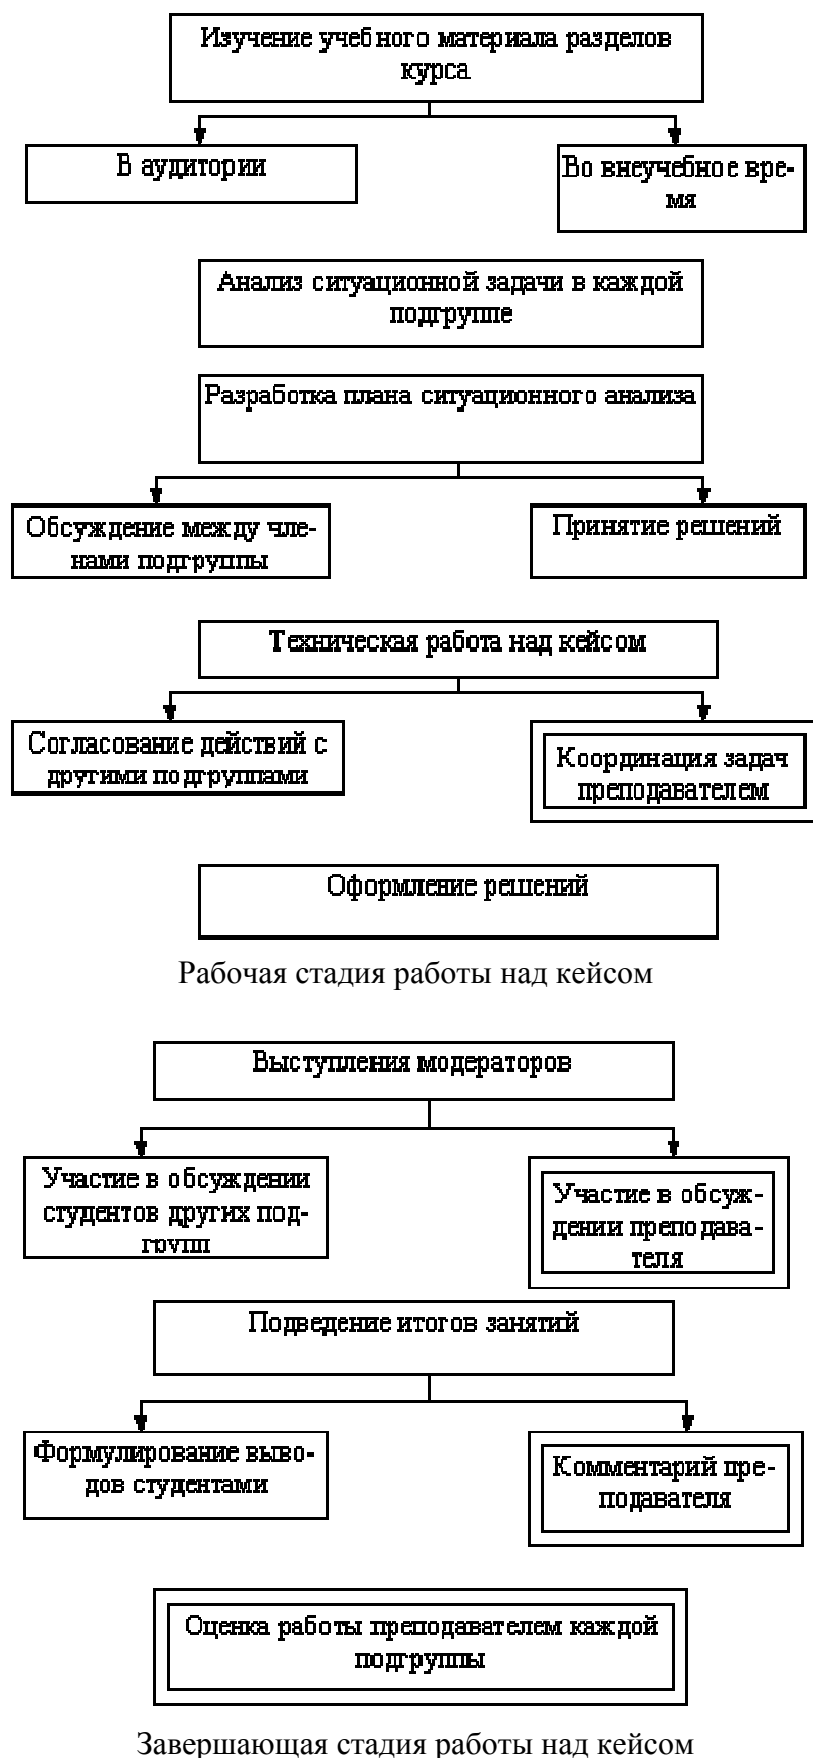 Изучение учебного материала разделов
курса
В аудитории
Во внеучебное вре-
мя
Анализ ситуационной задачи в каждой
подгруппе
Разработка плана ситуационного анализа
Обсуждение между чле-
нами подгруппы
Принятие решений
Техническая работа над кейсом
Согласование действий с
другими подгруппами
Координация задач
преподавателем
Оформление решений
Рабочая стадия работы над кейсом
Выступления модераторов
Участие в обсуждении
студентов других под-
групп
Участие в обсуж-
дении преподава-
теля
Подведение итогов занятий
Формулирование выво-
дов студентами
Комментарий пре-
подавателя
Оценка работы преподавателем каждой
подгруппы
Завершающая стадия работы над кейсом